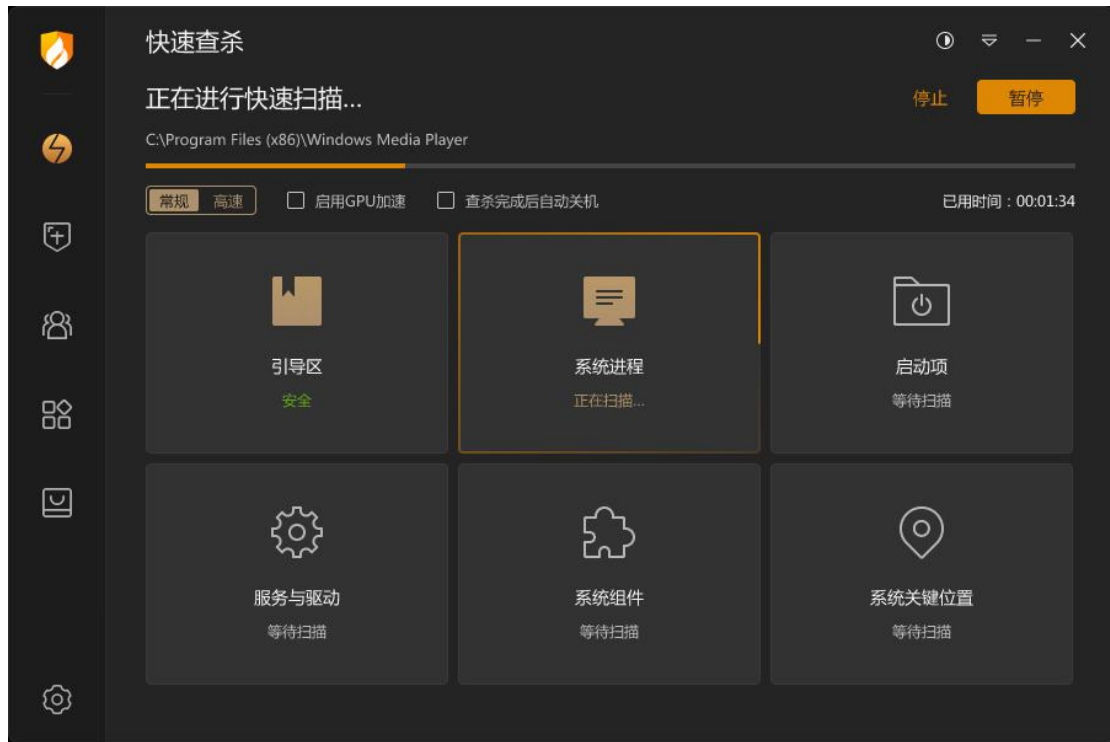 快速查杀
正在进行快速扫描...
停止
暂停
C:\Program Files (x86)\Windows Media Player
常规 高速 启用GPU加速 查杀完成后自动关机 已用时间：00:01:34
引导区 系统进程 启动项
安全 正在扫描... 等待扫描
服务与驱动 系统组件 系统关键位置
等待扫描 等待扫描 等待扫描